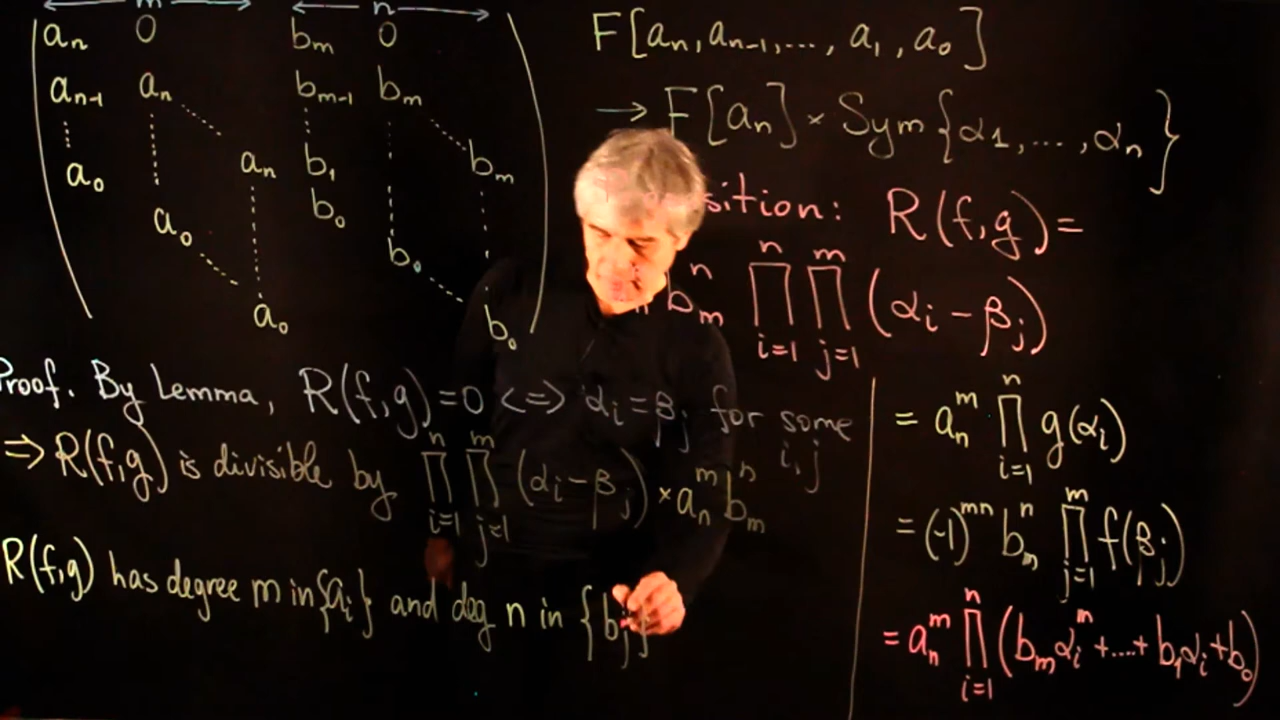 m n
aₙ 0 bₘ 0
aₙ₋₁ aₙ bₘ₋₁ bₘ
aₙ b₁ bₘ
a₀ b₀
a₀ b₀
a₀ b₀
F[aₙ, aₙ₋₁, ..., a₁, a₀]
→ F[aₙ] × Sym{α₁, ..., αₙ}
sition: R(f,g) =
bₘⁿ ∏ᵢ₌₁ⁿ ∏ⱼ₌₁ᵐ (αᵢ - βⱼ)
Proof. By Lemma, R(f,g)=0 <=> αᵢ=βⱼ for some i,j
=> R(f,g) is divisible by ∏ᵢ₌₁ⁿ ∏ⱼ₌₁ᵐ (αᵢ-βⱼ) × aₙᵐ bₘⁿ
R(f,g) has degree m in {aᵢ} and deg n in {bⱼ}
= aₙᵐ · ∏ᵢ₌₁ⁿ g(αᵢ)
= (-1)ᵐⁿ bₘⁿ ∏ⱼ₌₁ᵐ f(βⱼ)
= aₙᵐ ∏ᵢ₌₁ⁿ (bₘαᵢᵐ + .... + b₁αᵢ + b₀)